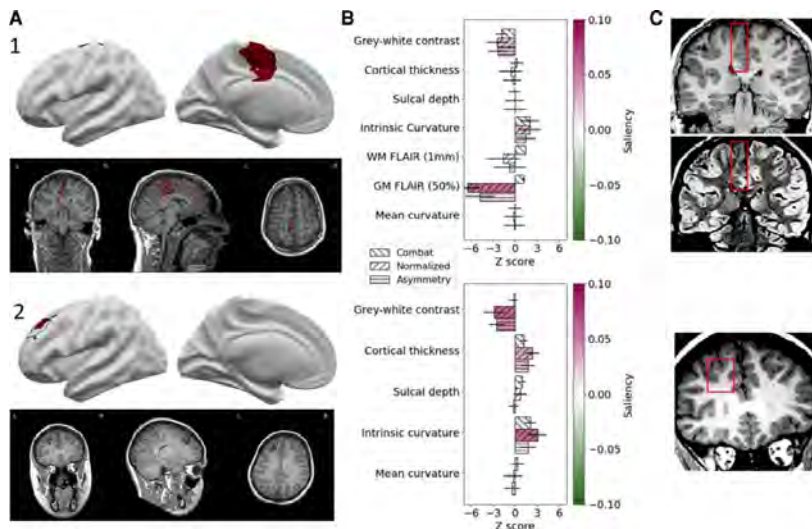 A
B
C
1
Grey-white contrast
Cortical thickness
Sulcal depth
Intrinsic Curvature
WM FLAIR (1mm)
GM FLAIR (50%)
Mean curvature
-6 -3 0 3 6
Z score
0.10
0.05
0.00
-0.05
-0.10
Saliency
Combat
Normalized
Asymmetry
2
Grey-white contrast
Cortical thickness
Sulcal depth
Intrinsic curvature
Mean curvature
-6 -3 0 3 6
Z score
0.10
0.05
0.00
-0.05
-0.10
Saliency